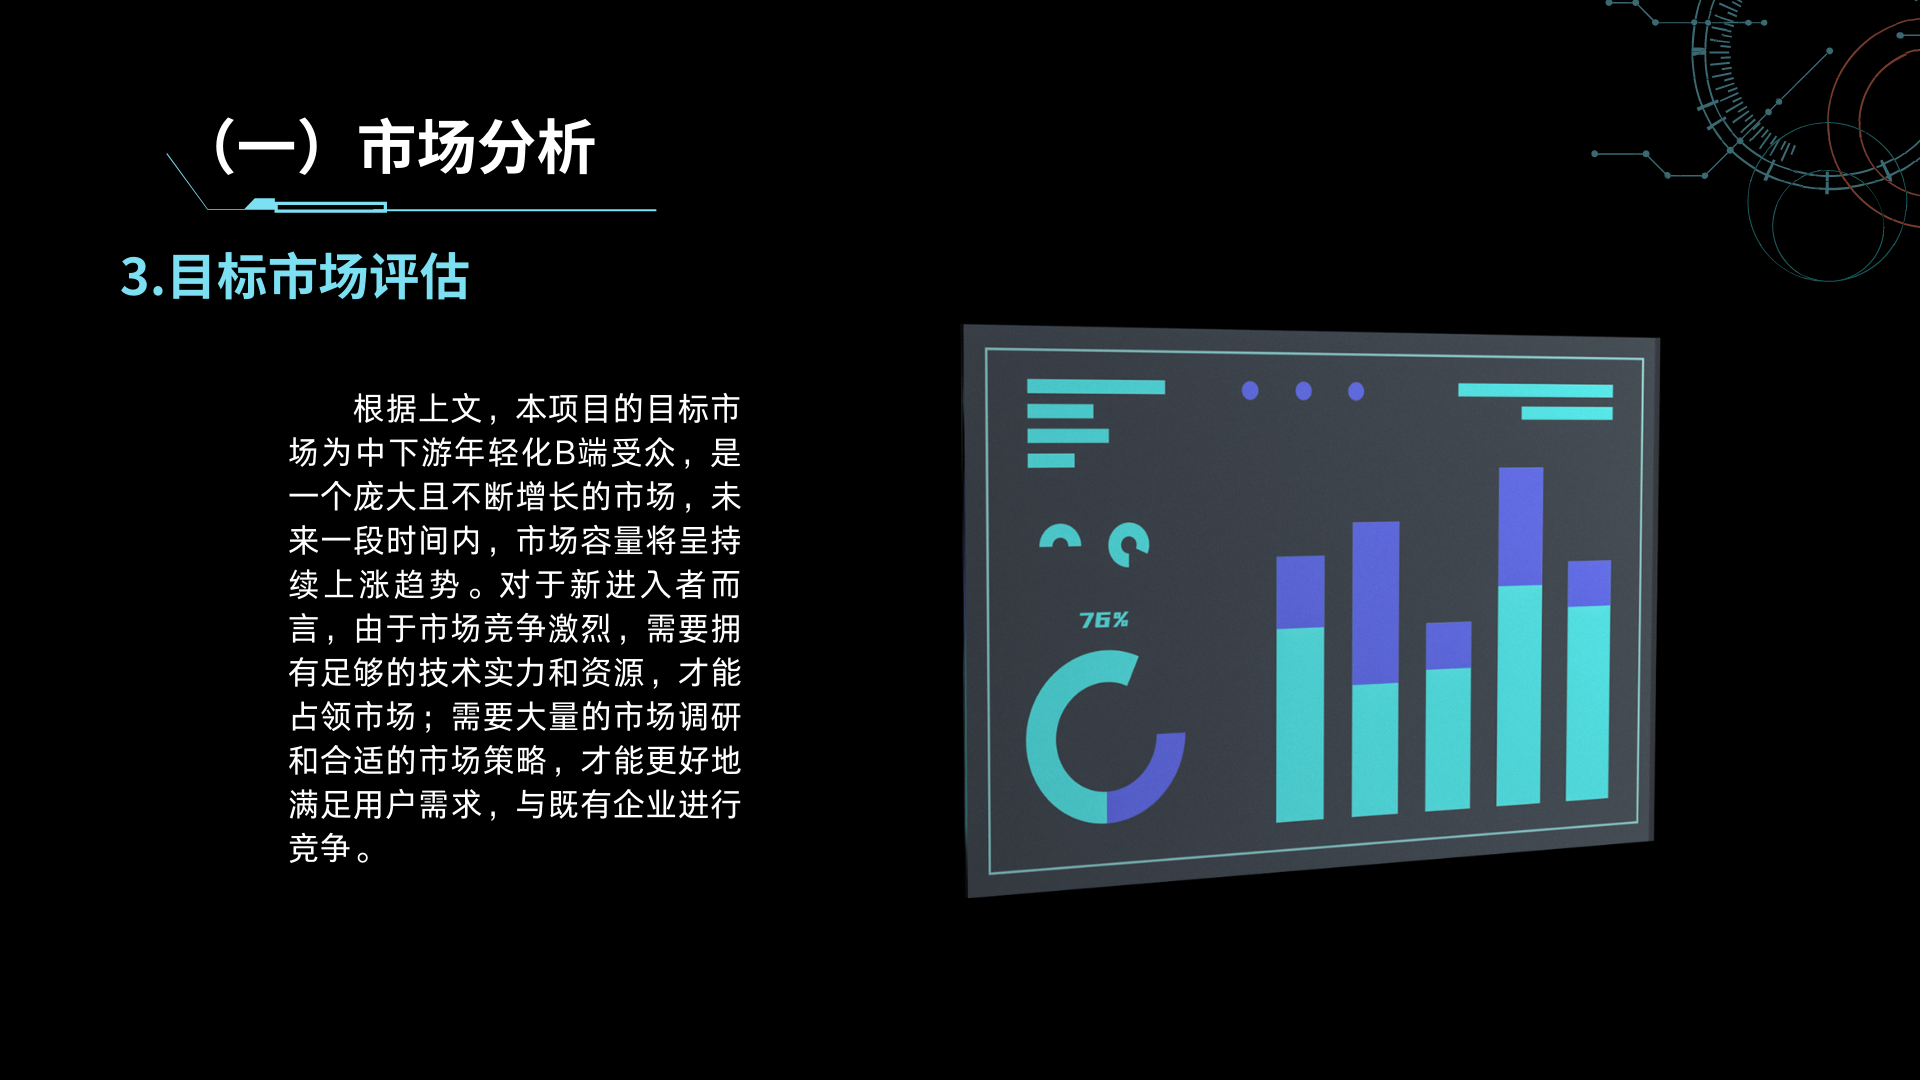 （一）市场分析
3.目标市场评估
根据上文，本项目的目标市
场为中下游年轻化B端受众，是
一个庞大且不断增长的市场，未
来一段时间内，市场容量将呈持
续上涨趋势。对于新进入者而
言，由于市场竞争激烈，需要拥
有足够的技术实力和资源，才能
占领市场；需要大量的市场调研
和合适的市场策略，才能更好地
满足用户需求，与既有企业进行
竞争。
76%